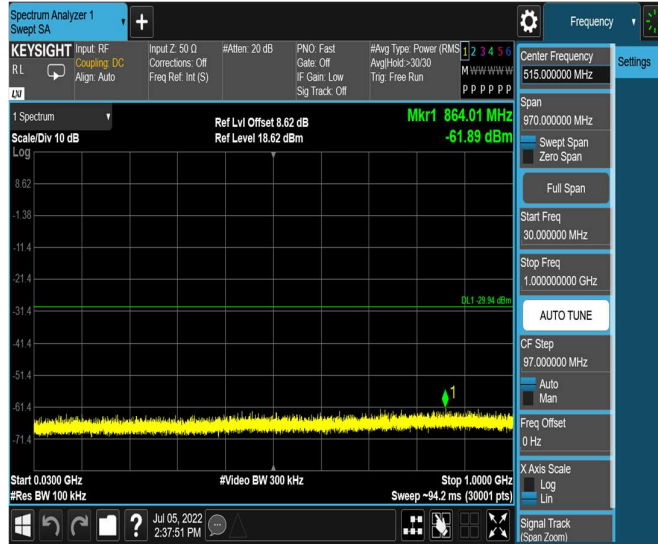 Spectrum Analyzer 1
Swept SA
Frequency
KEYSIGHT
RL
LXI
Input: RF
Coupling: DC
Align: Auto
Input Z: 50 Ω
Corrections: Off
Freq Ref: Int (S)
#Atten: 20 dB
PNO: Fast
Gate: Off
IF Gain: Low
Sig Track: Off
#Avg Type: Power (RMS
Avg|Hold:>30/30
Trig: Free Run
1 2 3 4 5 6
M W W W W W
P P P P P P
1 Spectrum
Scale/Div 10 dB
Ref Lvl Offset 8.62 dB
Ref Level 18.62 dBm
Mkr1 864.01 MHz
-61.89 dBm
Log
8.62
-1.38
-11.4
-21.4
-31.4
-41.4
-51.4
-61.4
-71.4
DL1 -29.94 dBm
1
Start 0.0300 GHz
#Res BW 100 kHz
#Video BW 300 kHz
Stop 1.0000 GHz
Sweep ~94.2 ms (30001 pts)
Center Frequency
515.000000 MHz
Settings
Span
970.000000 MHz
Swept Span
Zero Span
Full Span
Start Freq
30.000000 MHz
Stop Freq
1.000000000 GHz
AUTO TUNE
CF Step
97.000000 MHz
Auto
Man
Freq Offset
0 Hz
X Axis Scale
Log
Lin
Signal Track
(Span Zoom)
?
Jul 05, 2022
2:37:51 PM